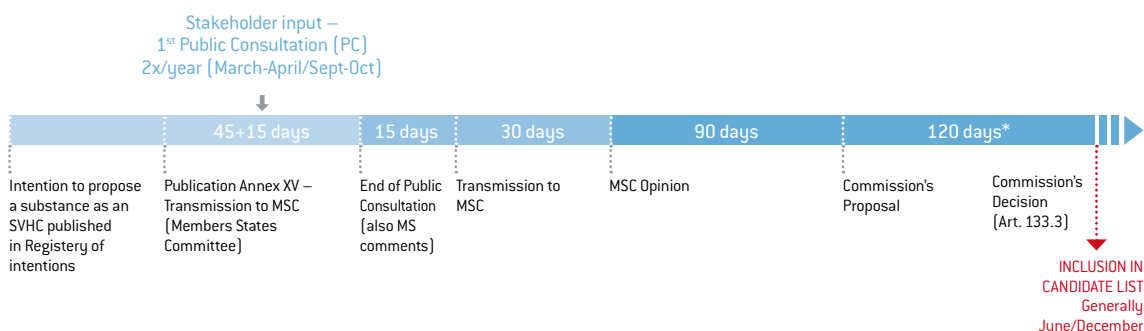 Stakeholder input –
1st Public Consultation (PC)
2x/year (March-April/Sept-Oct)
45+15 days
15 days
30 days
90 days
120 days*
Intention to propose
a substance as an
SVHC published
in Registery of
intentions
Publication Annex XV –
Transmission to MSC
(Members States
Committee)
End of Public
Consultation
(also MS
comments)
Transmission to
MSC
MSC Opinion
Commission's
Proposal
Commission's
Decision
(Art. 133.3)
INCLUSION IN
CANDIDATE LIST
Generally
June/December